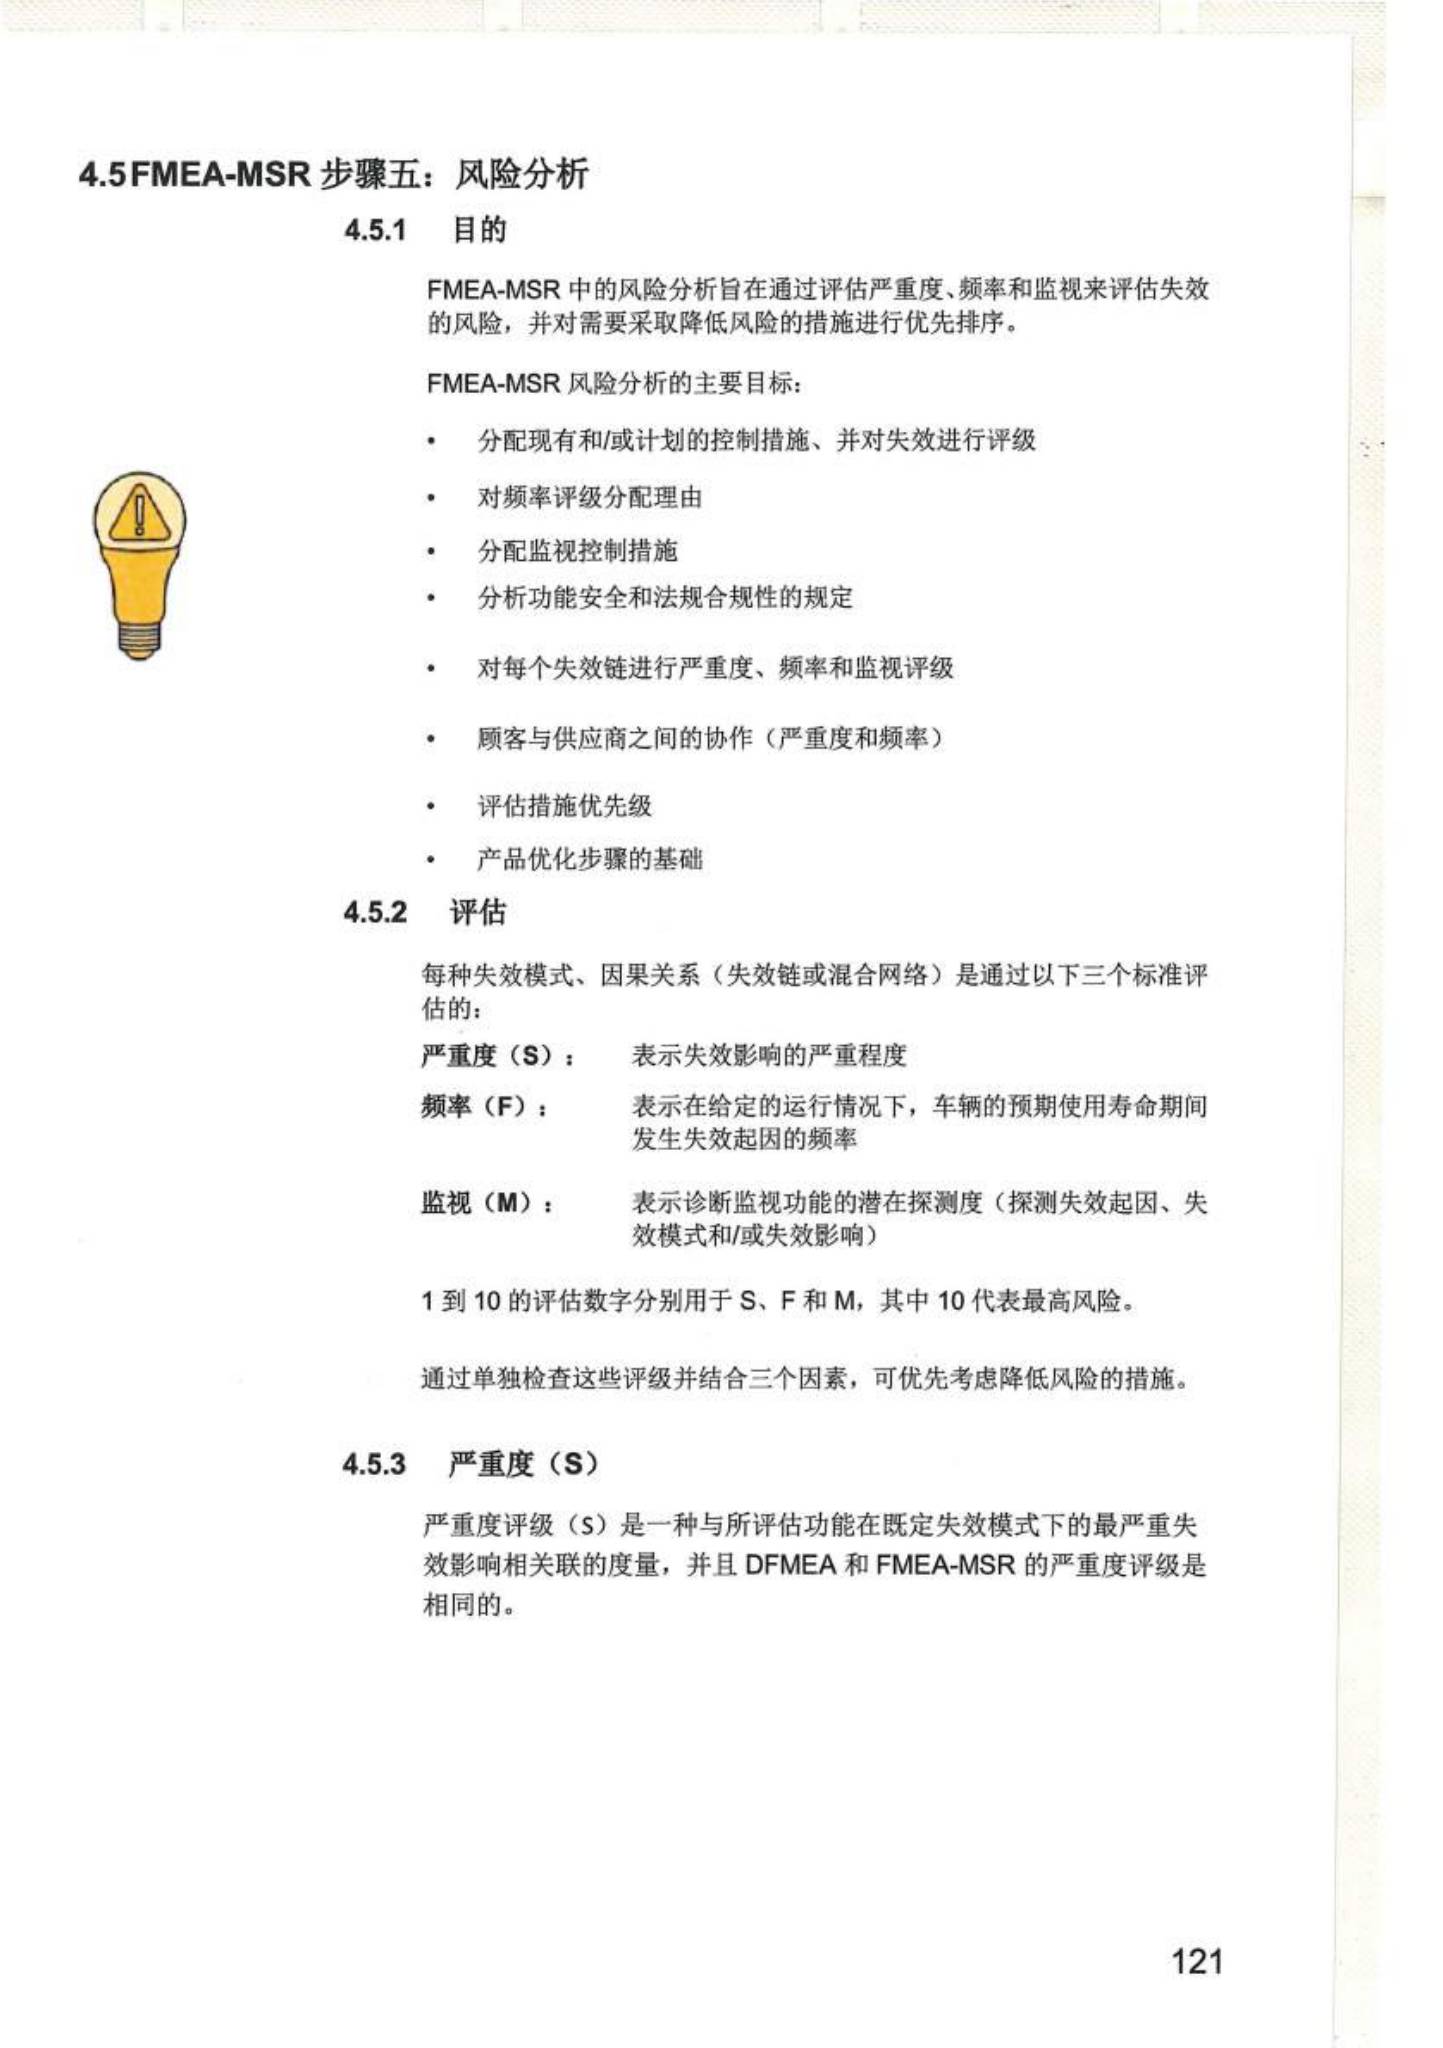 4.5FMEA-MSR 步骤五：风险分析
4.5.1 目的
FMEA-MSR 中的风险分析旨在通过评估严重度、频率和监视来评估失效
的风险，并对需要采取降低风险的措施进行优先排序。
FMEA-MSR 风险分析的主要目标：
• 分配现有和/或计划的控制措施、并对失效进行评级
• 对频率评级分配理由
• 分配监视控制措施
• 分析功能安全和法规合规性的规定
• 对每个失效链进行严重度、频率和监视评级
• 顾客与供应商之间的协作（严重度和频率）
• 评估措施优先级
• 产品优化步骤的基础
4.5.2 评估
每种失效模式、因果关系（失效链或混合网络）是通过以下三个标准评
估的：
严重度（S）： 表示失效影响的严重程度
频率（F）： 表示在给定的运行情况下，车辆的预期使用寿命期间
发生失效起因的频率
监视（M）： 表示诊断监视功能的潜在探测度（探测失效起因、失
效模式和/或失效影响）
1 到 10 的评估数字分别用于 S、F 和 M，其中 10 代表最高风险。
通过单独检查这些评级并结合三个因素，可优先考虑降低风险的措施。
4.5.3 严重度（S）
严重度评级（S）是一种与所评估功能在既定失效模式下的最严重失
效影响相关联的度量，并且 DFMEA 和 FMEA-MSR 的严重度评级是
相同的。
121